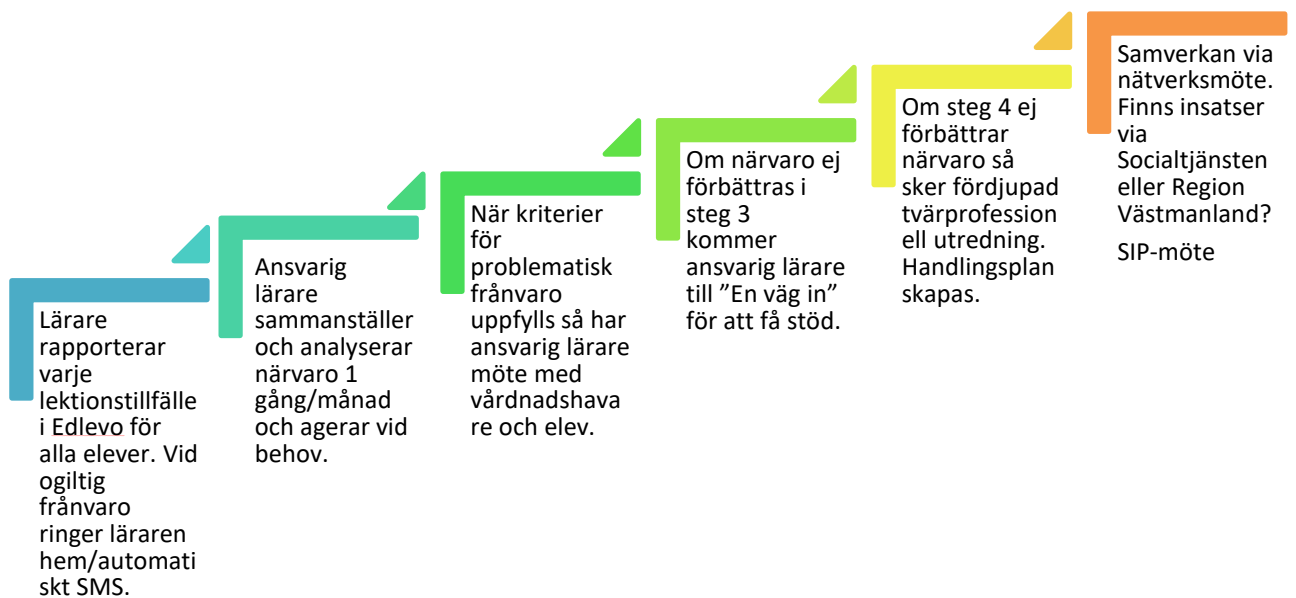 Lärare
rapporterar
varje
lektionstillfälle
i Edlevo för
alla elever. Vid
ogiltig
frånvaro
ringer läraren
hem/automati
skt SMS.
Ansvarig
lärare
sammanställer
och analyserar
närvaro 1
gång/månad
och agerar vid
behov.
När kriterier
för
problematisk
frånvaro
uppfylls så har
ansvarig lärare
möte med
vårdnadshava
re och elev.
Om närvaro ej
förbättras i
steg 3
kommer
ansvarig lärare
till ”En väg in”
för att få stöd.
Om steg 4 ej
förbättrar
närvaro så
sker fördjupad
tvärprofession
ell utredning.
Handlingsplan
skapas.
Samverkan via
nätverksmöte.
Finns insatser
via
Socialtjänsten
eller Region
Västmanland?
SIP-möte